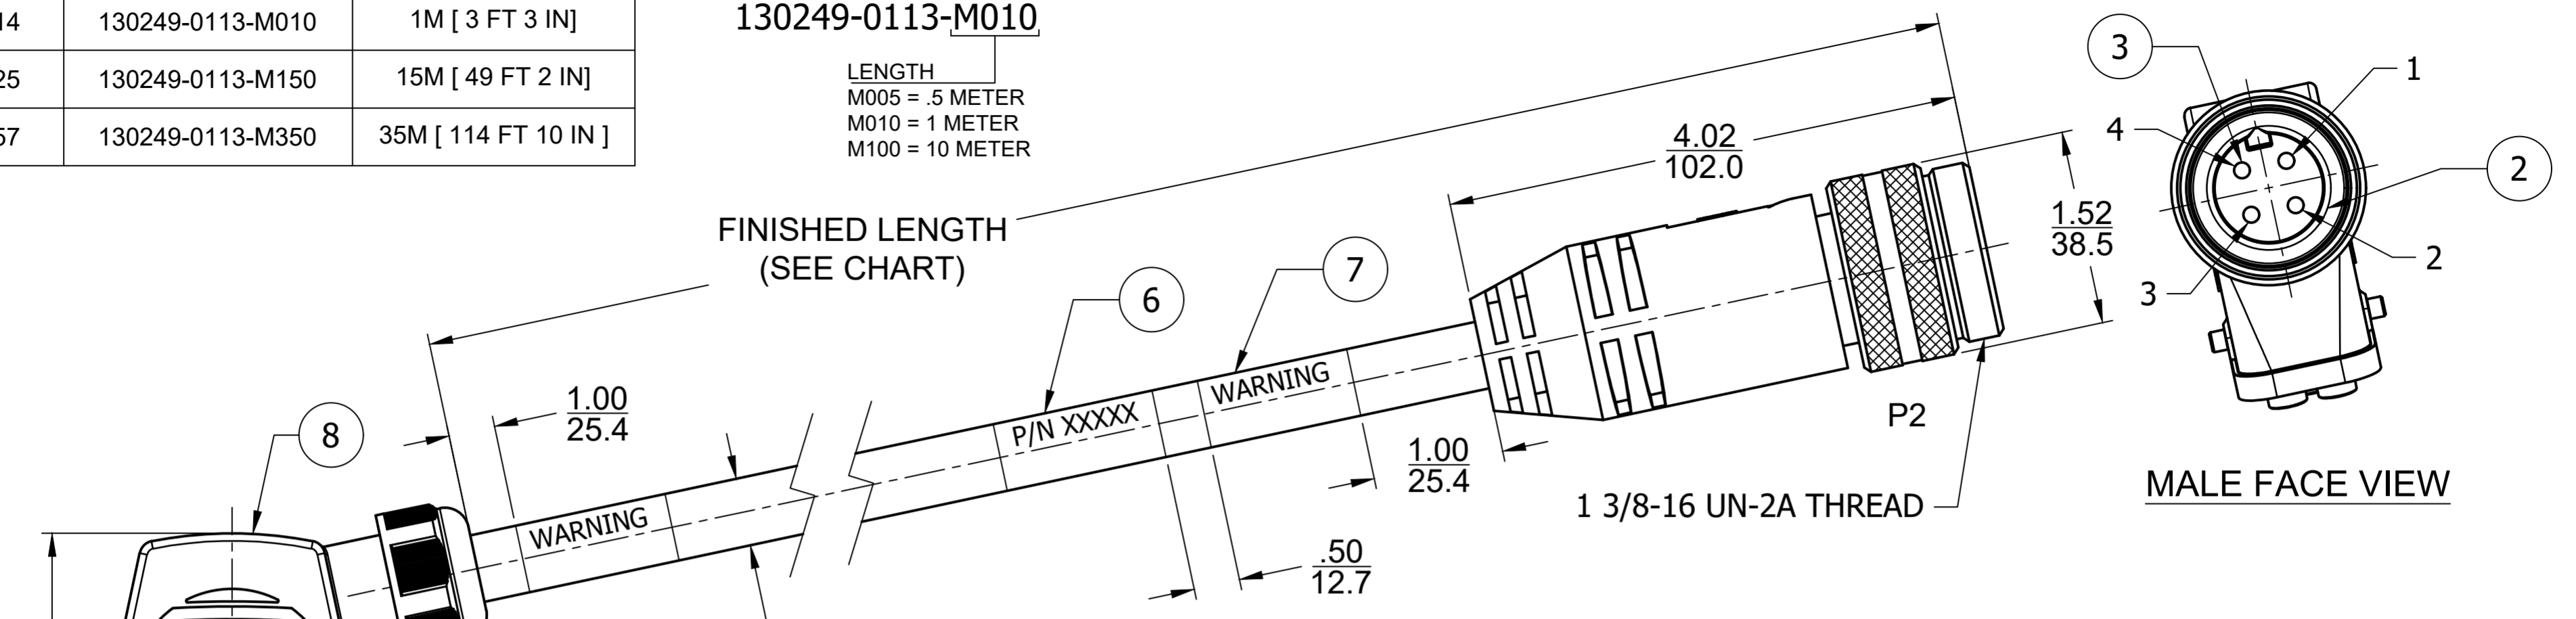 14 130249-0113-M010 1M [ 3 FT 3 IN]
25 130249-0113-M150 15M [ 49 FT 2 IN]
57 130249-0113-M350 35M [ 114 FT 10 IN ]
130249-0113-M010
LENGTH
M005 = .5 METER
M010 = 1 METER
M100 = 10 METER
FINISHED LENGTH
(SEE CHART)
4.02
102.0
1.52
38.5
3
1
4
2
2
3
7
6
8
1.00
25.4
WARNING
P/N XXXXX
WARNING
1.00
25.4
.50
12.7
P2
1 3/8-16 UN-2A THREAD
MALE FACE VIEW